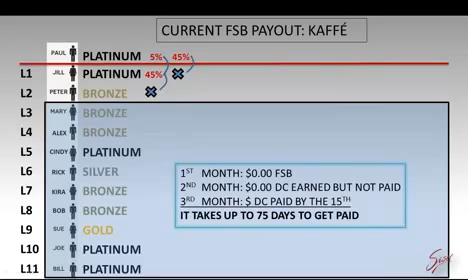 CURRENT FSB PAYOUT: KAFFÉ
PAUL PLATINUM 5% 45%
L1 JILL PLATINUM 45%
L2 PETER BRONZE
L3 MARY BRONZE
L4 ALEX BRONZE
L5 CINDY PLATINUM
L6 RICK SILVER
L7 KIRA BRONZE
L8 BOB BRONZE
L9 SUE GOLD
L10 JOE PLATINUM
L11 BILL PLATINUM
1ST MONTH: $0.00 FSB
2ND MONTH: $0.00 DC EARNED BUT NOT PAID
3RD MONTH: $ DC PAID BY THE 15TH
IT TAKES UP TO 75 DAYS TO GET PAID